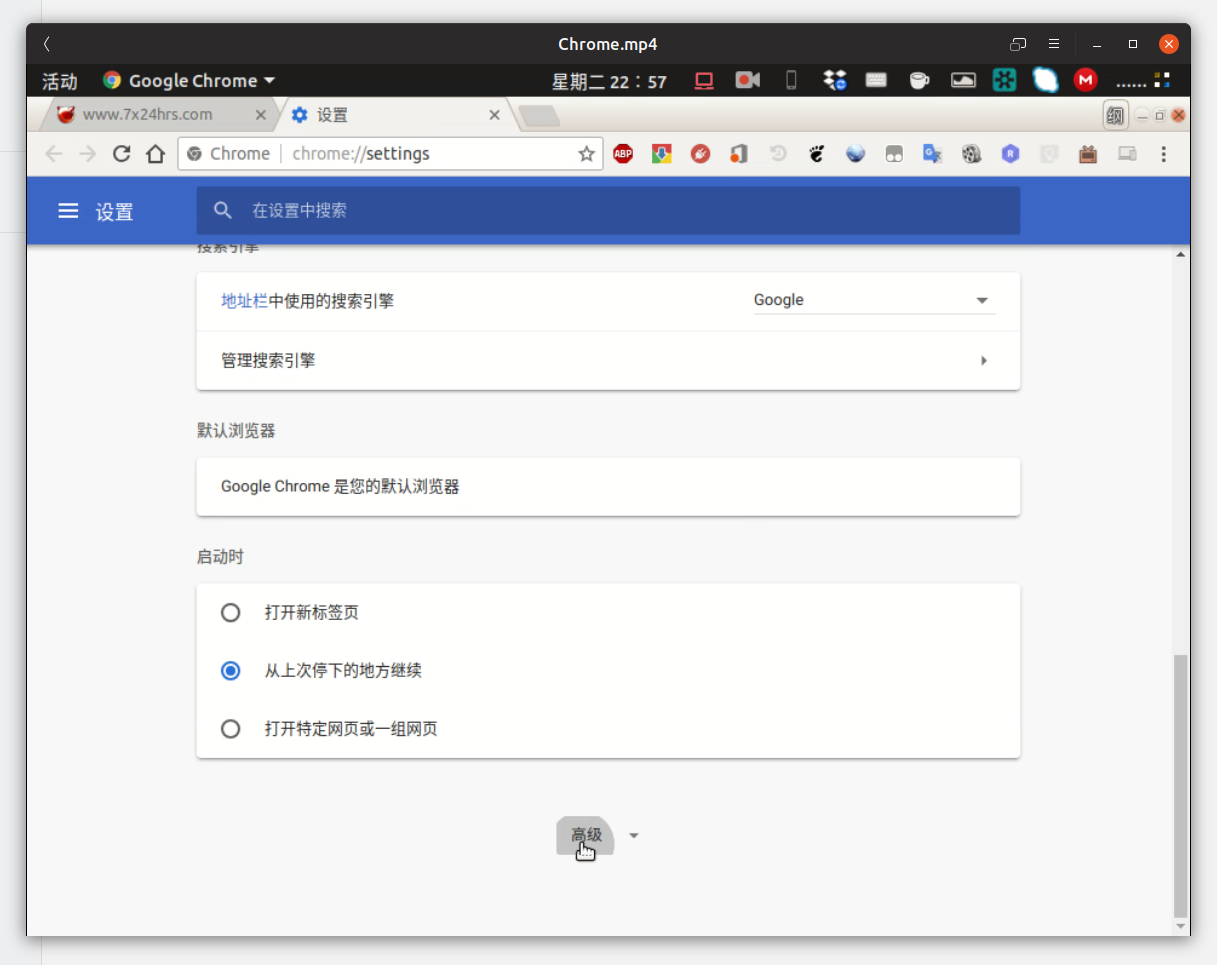 Chrome.mp4
活动 Google Chrome 星期二 22：57 M ......
www.7x24hrs.com 设置 纲
Chrome chrome://settings ABP R
设置 在设置中搜索
搜索引擎
地址栏中使用的搜索引擎 Google
管理搜索引擎
默认浏览器
Google Chrome 是您的默认浏览器
启动时
打开新标签页
从上次停下的地方继续
打开特定网页或一组网页
高级